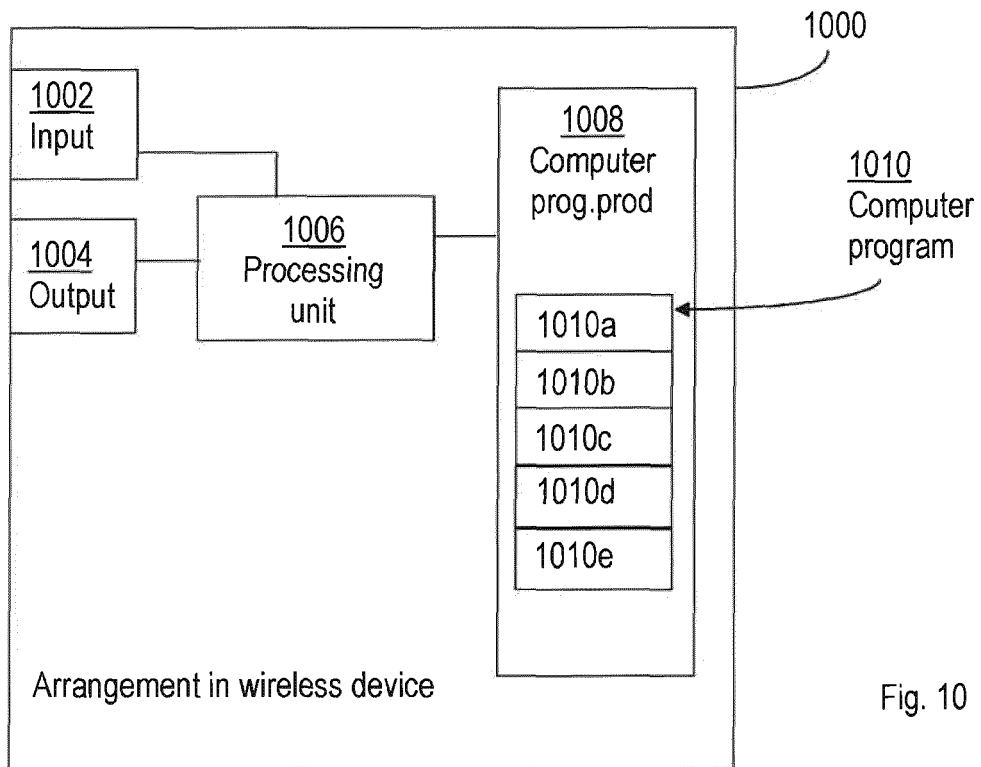 1000
1002
Input
1004
Output
1006
Processing
unit
1008
Computer
prog.prod
1010
Computer
program
1010a
1010b
1010c
1010d
1010e
Arrangement in wireless device
Fig. 10